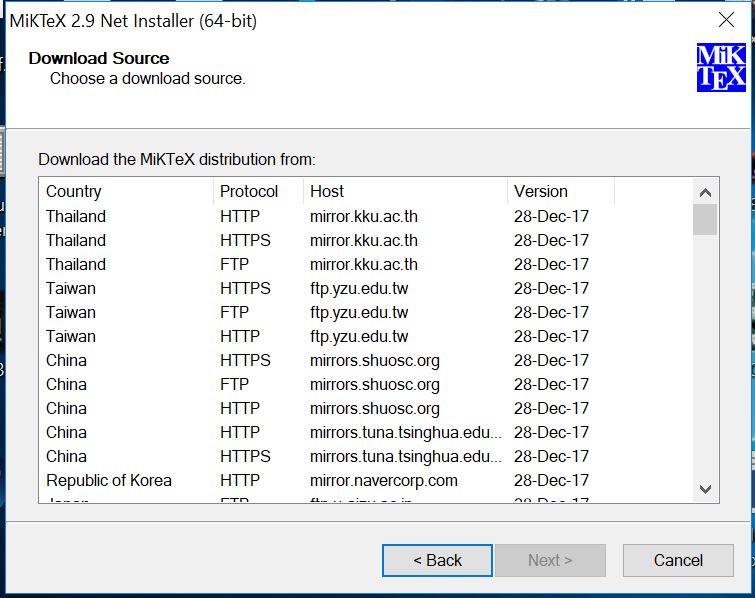 MiKTeX 2.9 Net Installer (64-bit)
Download Source
Choose a download source.
MiK
TEX
Download the MiKTeX distribution from:
Country Protocol Host Version
Thailand HTTP mirror.kku.ac.th 28-Dec-17
Thailand HTTPS mirror.kku.ac.th 28-Dec-17
Thailand FTP mirror.kku.ac.th 28-Dec-17
Taiwan HTTPS ftp.yzu.edu.tw 28-Dec-17
Taiwan FTP ftp.yzu.edu.tw 28-Dec-17
Taiwan HTTP ftp.yzu.edu.tw 28-Dec-17
China HTTPS mirrors.shuosc.org 28-Dec-17
China FTP mirrors.shuosc.org 28-Dec-17
China HTTP mirrors.shuosc.org 28-Dec-17
China HTTP mirrors.tuna.tsinghua.edu... 28-Dec-17
China HTTPS mirrors.tuna.tsinghua.edu... 28-Dec-17
Republic of Korea HTTP mirror.navercorp.com 28-Dec-17
< Back Next > Cancel